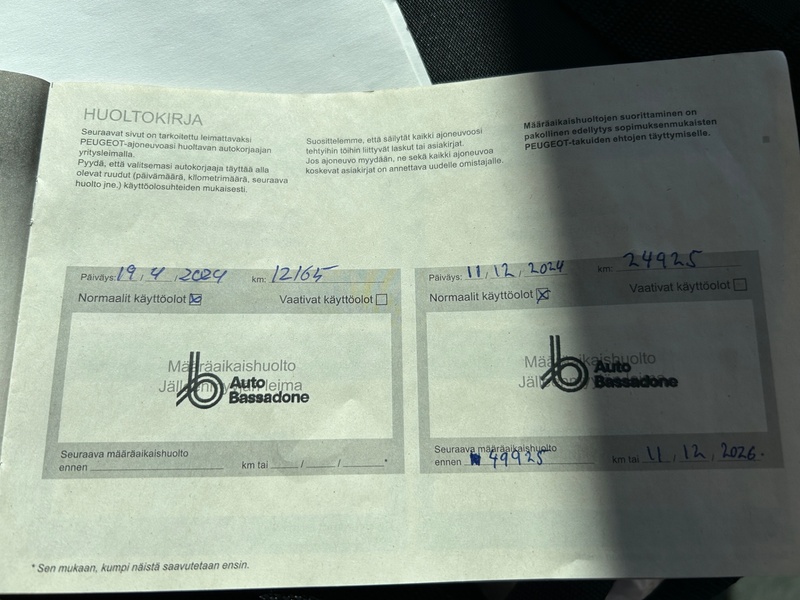 HUOLTOKIRJA
Seuraavat sivut on tarkoitettu leimattavaksi
PEUGEOT-ajoneuvoasi huoltavan autokorjaajan
yritysleimalla.
Pyydä, että valitsemasi autokorjaaja täyttää alla
olevat ruudut (päivämäärä, kilometrimäärä, seuraava
huolto jne.) käyttöolosuhteiden mukaisesti.
Suosittelemme, että säilytät kaikki ajoneuvoosi
tehtyihin töihin liittyvät laskut tai asiakirjat.
Jos ajoneuvo myydään, ne sekä kaikki ajoneuvoa
koskevat asiakirjat on annettava uudelle omistajalle.
Määräaikaishuoltojen suorittaminen on
pakollinen edellytys sopimuksenmukaisten
PEUGEOT-takuiden ehtojen täyttymiselle.
Päiväys: 19.4.2024 km: 12165
Normaalit käyttöolot Vaativat käyttöolot
Määräaikaishuolto
Jälleenmyyjän leima
Auto
Bassadone
Seuraava määräaikaishuolto
ennen km tai / / *
Päiväys: 11.12.2024 km: 24925
Normaalit käyttöolot Vaativat käyttöolot
Määräaikaishuolto
Jälleenmyyjän leima
Auto
Bassadone
Seuraava määräaikaishuolto
ennen 49925 km tai 11.12.2026.
* Sen mukaan, kumpi näistä saavutetaan ensin.